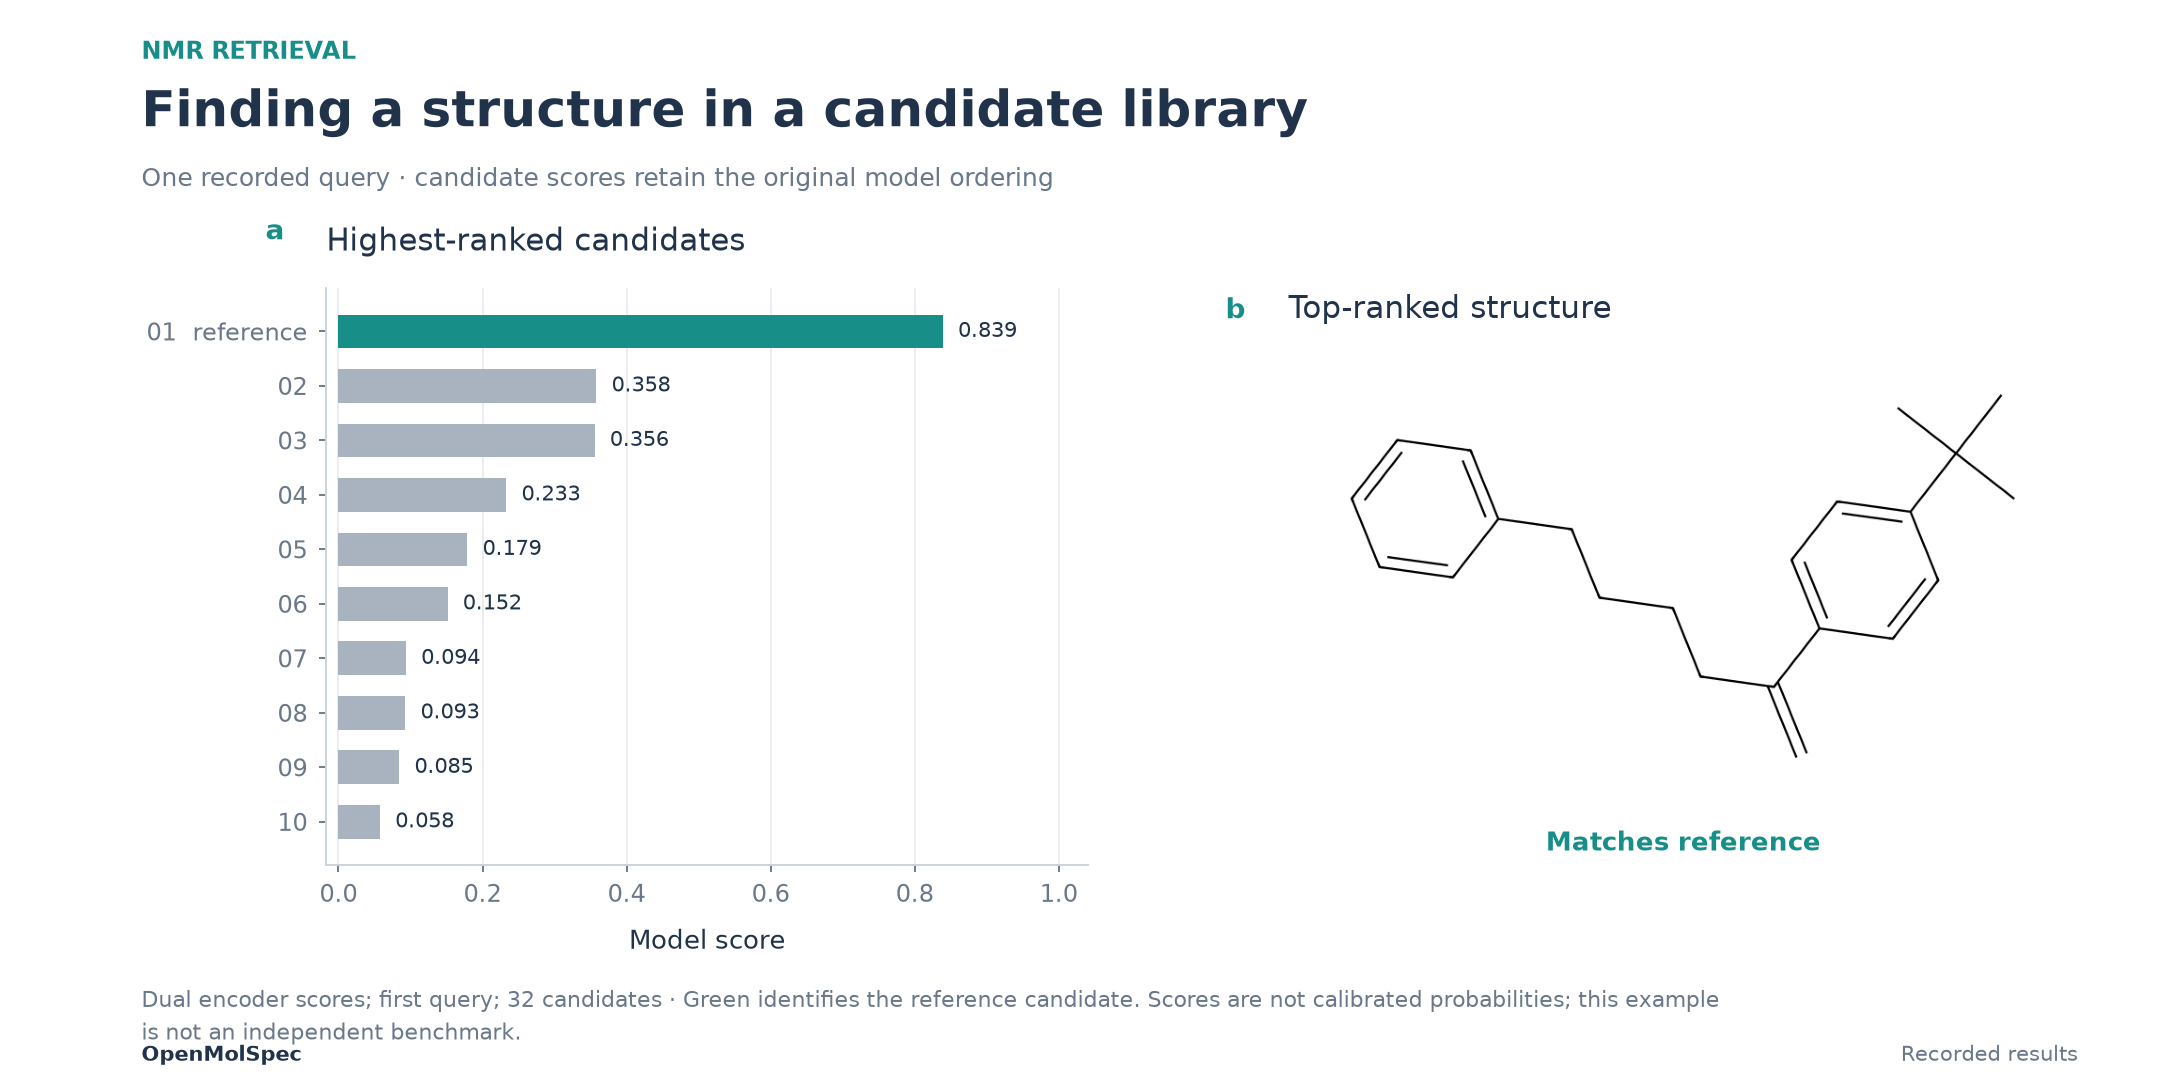 NMR RETRIEVAL
Finding a structure in a candidate library
One recorded query · candidate scores retain the original model ordering
a Highest-ranked candidates
01 reference 0.839
02 0.358
03 0.356
04 0.233
05 0.179
06 0.152
07 0.094
08 0.093
09 0.085
10 0.058
0.0 0.2 0.4 0.6 0.8 1.0
Model score
b Top-ranked structure
Matches reference
Dual encoder scores; first query; 32 candidates · Green identifies the reference candidate. Scores are not calibrated probabilities; this example
is not an independent benchmark.
OpenMolSpec
Recorded results